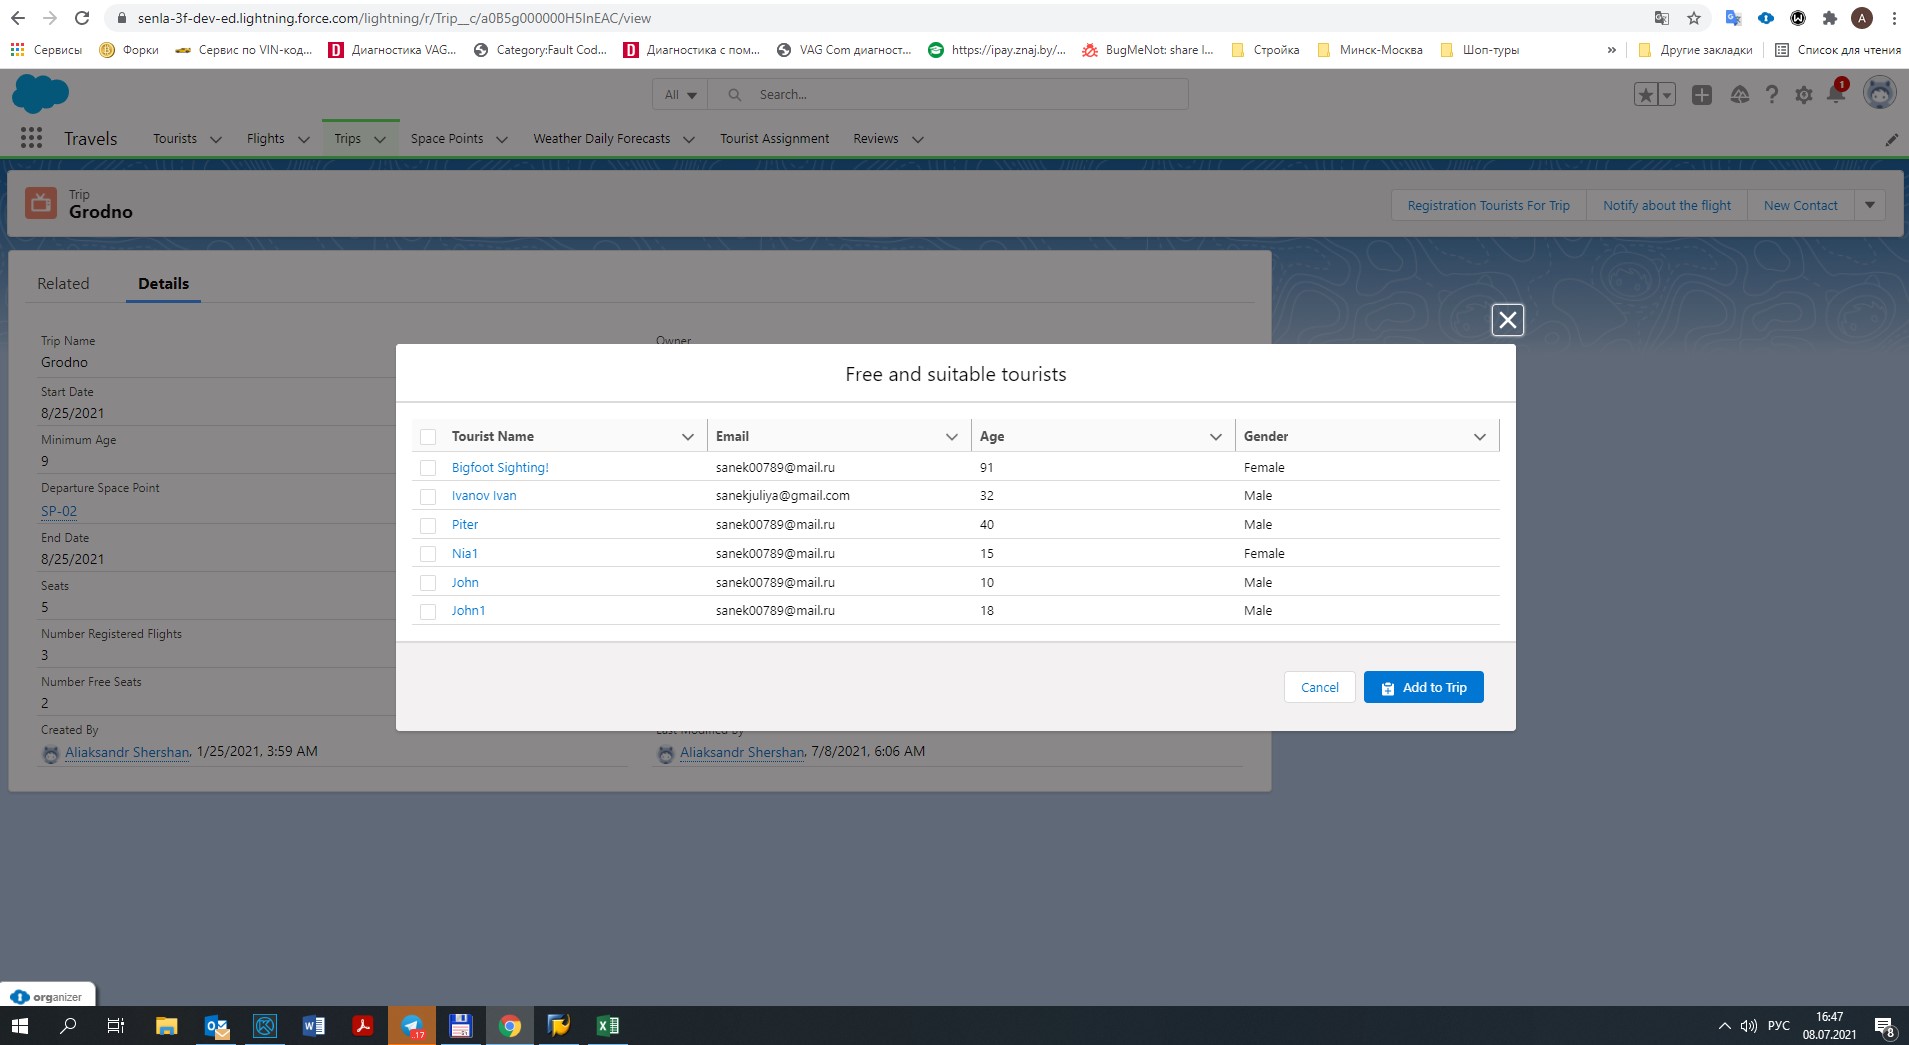 senla-3f-dev-ed.lightning.force.com/lightning/r/Trip__c/a0B5g000000H5InEAC/view
A
Сервисы
Форки
Сервис по VIN-код...
Диагностика VAG...
Category:Fault Cod...
Диагностика с пом...
VAG Com диагност...
https://ipay.znaj.by/...
BugMeNot: share l...
Стройка
Минск-Москва
Шоп-туры
»
Другие закладки
Список для чтения
All
Search...
1
Travels
Tourists
Flights
Trips
Space Points
Weather Daily Forecasts
Tourist Assignment
Reviews
Trip
Grodno
Registration Tourists For Trip
Notify about the flight
New Contact
Related
Details
Trip Name
Owner
Grodno
Start Date
8/25/2021
Minimum Age
9
Departure Space Point
SP-02
End Date
8/25/2021
Seats
5
Number Registered Flights
3
Number Free Seats
2
Created By
Aliaksandr Shershan, 1/25/2021, 3:59 AM
Last Modified By
Aliaksandr Shershan, 7/8/2021, 6:06 AM
Free and suitable tourists
Tourist Name Email Age Gender
Bigfoot Sighting! sanek00789@mail.ru 91 Female
Ivanov Ivan sanekjuliya@gmail.com 32 Male
Piter sanek00789@mail.ru 40 Male
Nia1 sanek00789@mail.ru 15 Female
John sanek00789@mail.ru 10 Male
John1 sanek00789@mail.ru 18 Male
Cancel
Add to Trip
organizer
17
РУС
16:47
08.07.2021
8